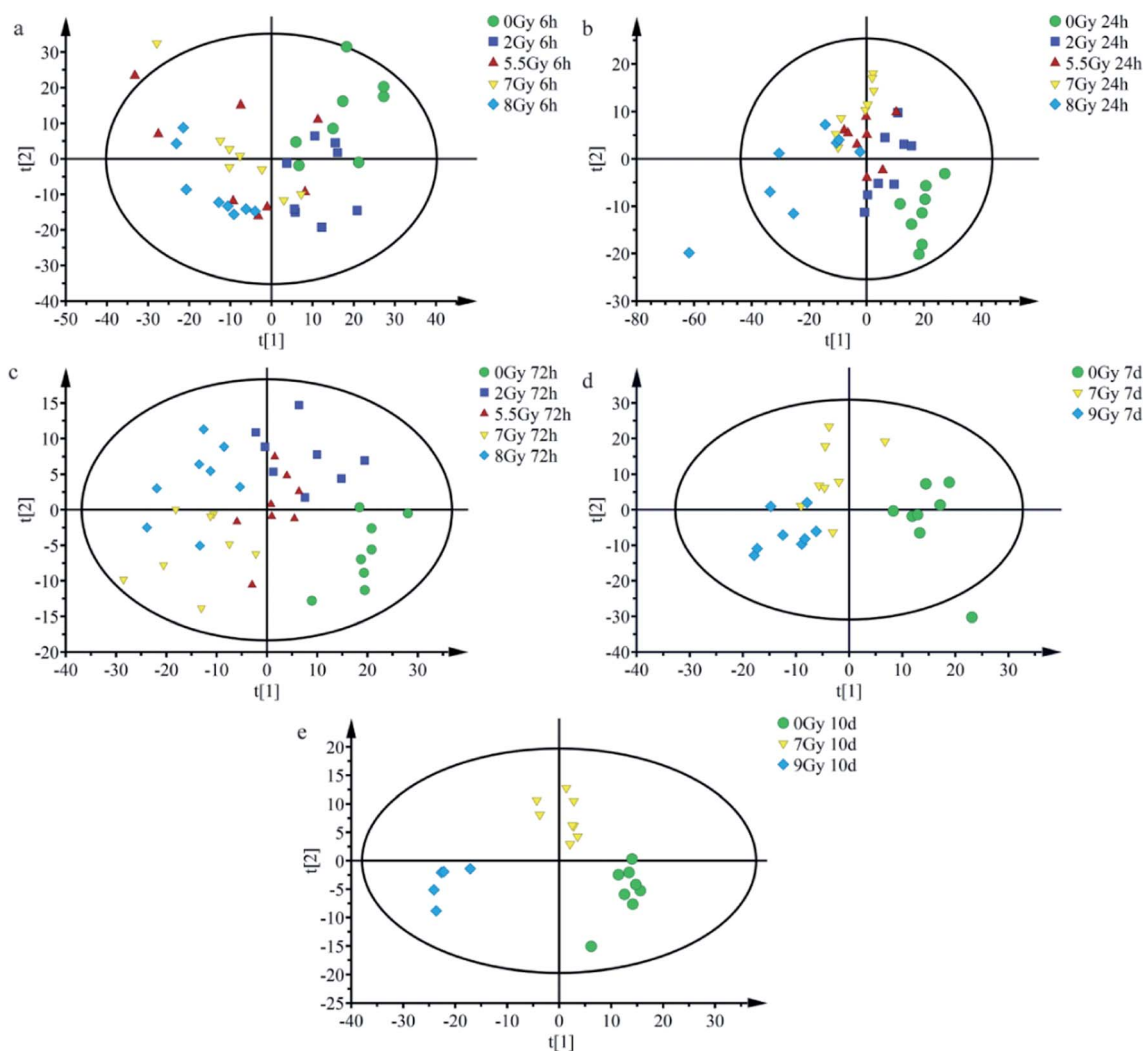 a
0Gy 6h
2Gy 6h
5.5Gy 6h
7Gy 6h
8Gy 6h
30
20
10
0
-10
-20
-30
-40
t[2]
-50 -40 -30 -20 -10 0 10 20 30 40
t[1]
b
0Gy 24h
2Gy 24h
5.5Gy 24h
7Gy 24h
8Gy 24h
30
20
10
0
-10
-20
-30
t[2]
-80 -60 -40 -20 0 20 40
t[1]
c
0Gy 72h
2Gy 72h
5.5Gy 72h
7Gy 72h
8Gy 72h
15
10
5
0
-5
-10
-15
-20
t[2]
-40 -30 -20 -10 0 10 20 30
t[1]
d
0Gy 7d
7Gy 7d
9Gy 7d
30
20
10
0
-10
-20
-30
-40
t[2]
-40 -30 -20 -10 0 10 20 30
t[1]
e
0Gy 10d
7Gy 10d
9Gy 10d
20
15
10
5
0
-5
-10
-15
-20
-25
t[2]
-40 -30 -20 -10 0 10 20 30
t[1]